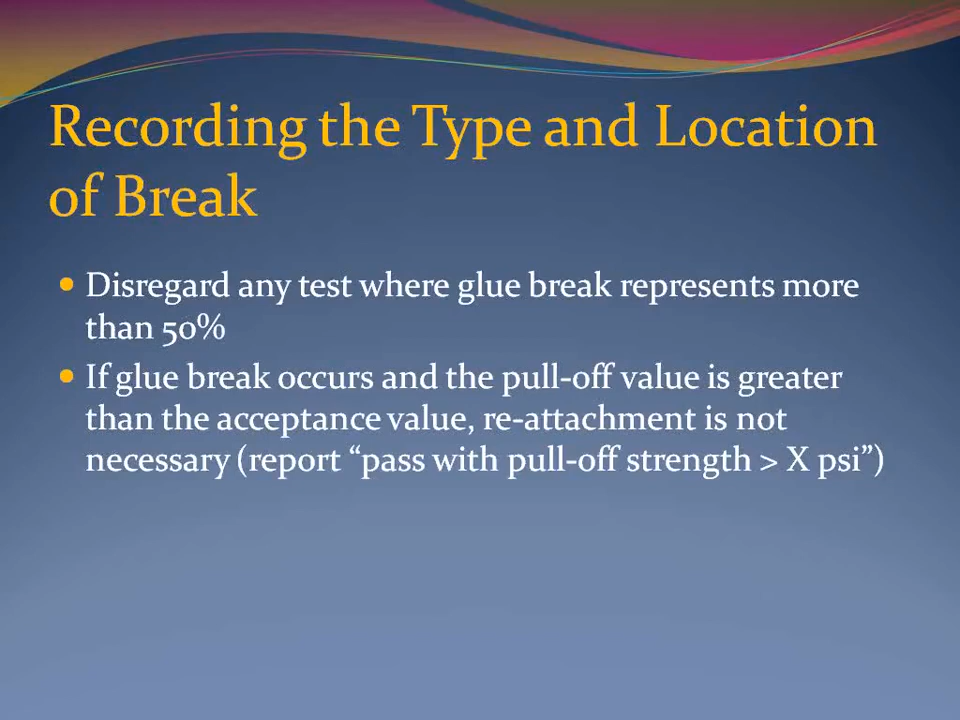 Recording the Type and Location
of Break
• Disregard any test where glue break represents more
than 50%
• If glue break occurs and the pull-off value is greater
than the acceptance value, re-attachment is not
necessary (report “pass with pull-off strength > X psi”)